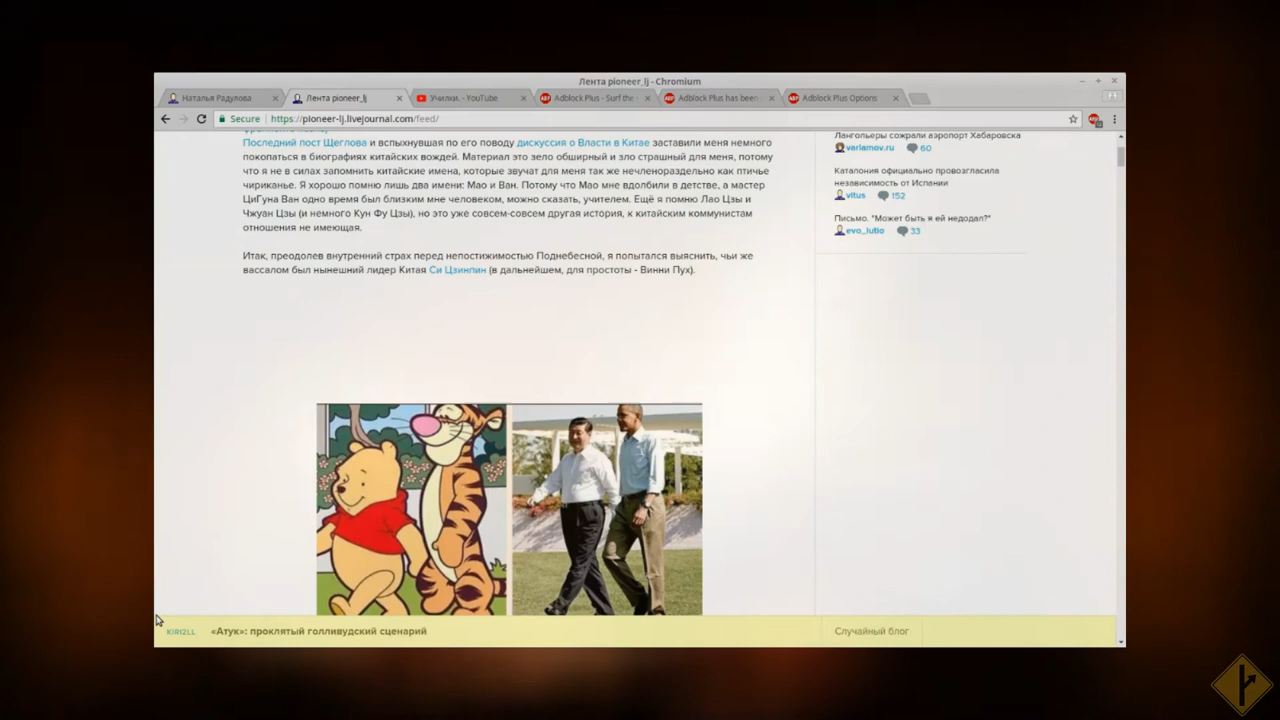 Лента pioneer_lj - Chromium
Наталья Радулова
Лента pioneer_lj
Училки. - YouTube
Adblock Plus - Surf the
Adblock Plus has been
Adblock Plus Options
Secure
https://pioneer-lj.livejournal.com/feed/
Последний пост Щеглова и вспыхнувшая по его поводу дискуссия о Власти в Китае заставили меня немного
покопаться в биографиях китайских вождей. Материал это зело обширный и зло страшный для меня, потому
что я не в силах запомнить китайские имена, которые звучат для меня так же нечленораздельно как птичье
чириканье. Я хорошо помню лишь два имени: Мао и Ван. Потому что Мао мне вдолбили в детстве, а мастер
ЦиГуна Ван одно время был близким мне человеком, можно сказать, учителем. Ещё я помню Лао Цзы и
Чжуан Цзы (и немного Кун Фу Цзы), но это уже совсем-совсем другая история, к китайским коммунистам
отношения не имеющая.
Итак, преодолев внутренний страх перед непостижимостью Поднебесной, я попытался выяснить, чьи же
вассалом был нынешний лидер Китая Си Цзинпин (в дальнейшем, для простоты - Винни Пух).
Лангольеры сожрали аэропорт Хабаровска
varlamov.ru 60
Каталония официально провозгласила
независимость от Испании
vitus 152
Письмо. "Может быть я ей недодал?"
evo_lutio 33
KIRI2LL
«Атук»: проклятый голливудский сценарий
Случайный блог